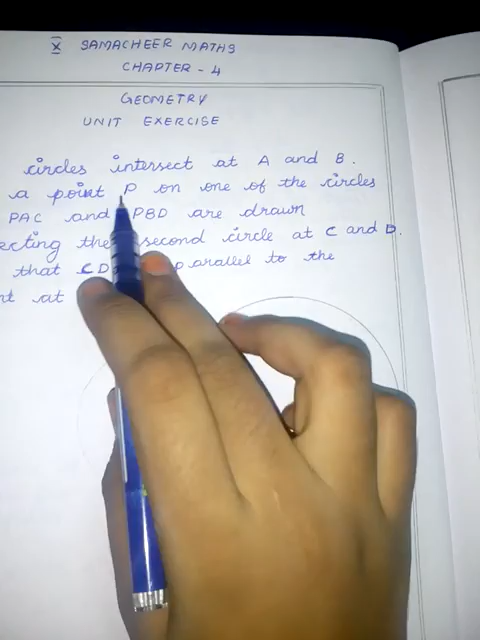 X SAMACHEER MATHS
CHAPTER - 4
GEOMETRY
UNIT EXERCISE
circles intersect at A and B.
a point P on one of the circles
PAC and PBD are drawn
ecting the second circle at C and D.
that CD parallel to the
nt at